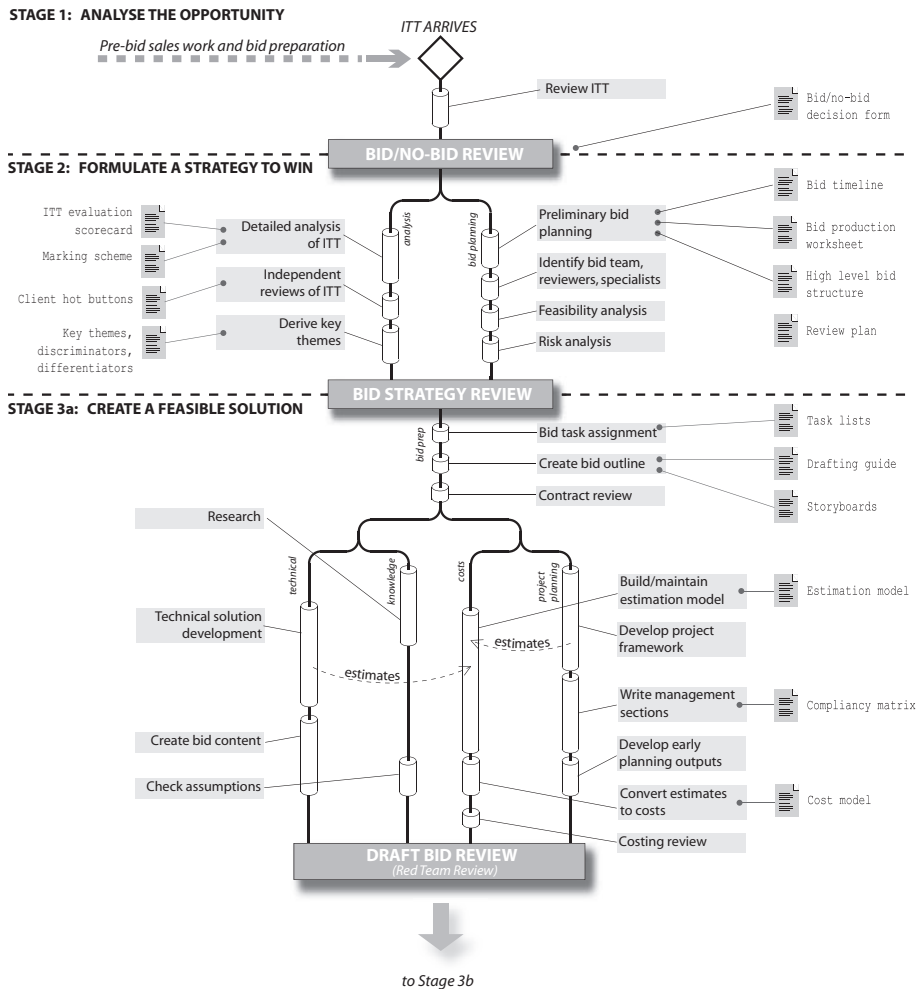 STAGE 1: ANALYSE THE OPPORTUNITY
ITT ARRIVES
Pre-bid sales work and bid preparation
Review ITT
Bid/no-bid
decision form
BID/NO-BID REVIEW
STAGE 2: FORMULATE A STRATEGY TO WIN
ITT evaluation
scorecard
Marking scheme
Client hot buttons
Key themes,
discriminators,
differentiators
Detailed analysis
of ITT
Independent
reviews of ITT
Derive key
themes
analysis
bid planning
Preliminary bid
planning
Identify bid team,
reviewers, specialists
Feasibility analysis
Risk analysis
Bid timeline
Bid production
worksheet
High level bid
structure
Review plan
BID STRATEGY REVIEW
STAGE 3a: CREATE A FEASIBLE SOLUTION
bid prep
Bid task assignment
Create bid outline
Contract review
Task lists
Drafting guide
Storyboards
Research
Technical solution
development
Create bid content
Check assumptions
technical
knowledge
costs
project
planning
estimates
estimates
Build/maintain
estimation model
Develop project
framework
Write management
sections
Develop early
planning outputs
Convert estimates
to costs
Costing review
Estimation model
Compliancy matrix
Cost model
DRAFT BID REVIEW
(Red Team Review)
to Stage 3b